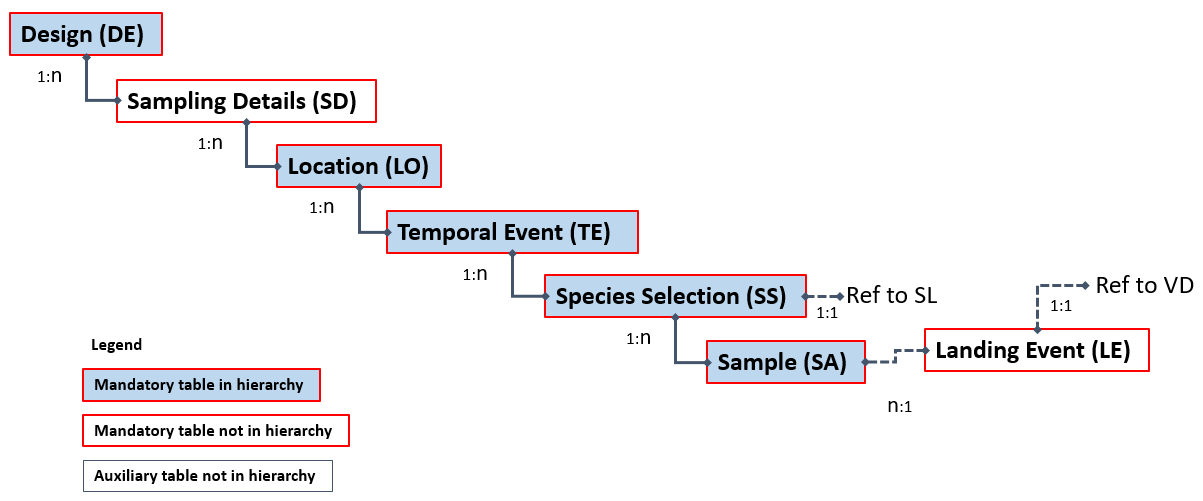 Design (DE)
1:n
Sampling Details (SD)
1:n
Location (LO)
1:n
Temporal Event (TE)
1:n
Species Selection (SS)
1:1
Ref to SL
1:1
Ref to VD
1:n
Sample (SA)
n:1
Landing Event (LE)
Legend
Mandatory table in hierarchy
Mandatory table not in hierarchy
Auxiliary table not in hierarchy